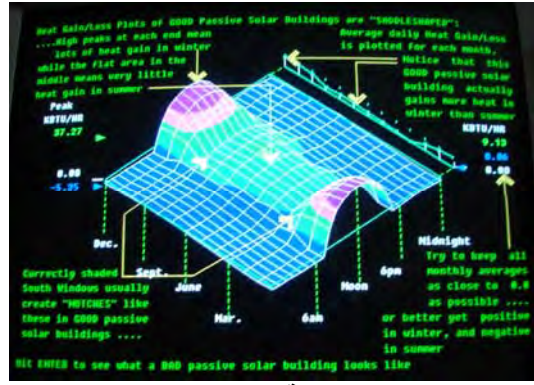 Heat Gain/Loss Plots of GOOD Passive Solar Buildings are "SADDLESHAPED":
....High peaks at each end mean
lots of heat gain in winter
while the flat area in the
middle means very little
heat gain in summer
Average daily Heat Gain/Loss
is plotted for each month,
Notice that this
GOOD passive solar
building actually
gains more heat in
winter than summer
Peak
KBTU/HR
37.27
0.00
-5.35
KBTU/HR
9.13
0.06
0.00
Dec.
Sept.
June
Mar.
6am
Noon
6pm
Midnight
Currectly shaded
South Windows usually
create "NOTCHES" like
these in GOOD passive
solar buildings ....
Try to keep all
monthly averages
as close to 0.0
as possible ....
or better yet positive
in winter, and negative
in summer
Hit ENTER to see what a BAD passive solar building looks like